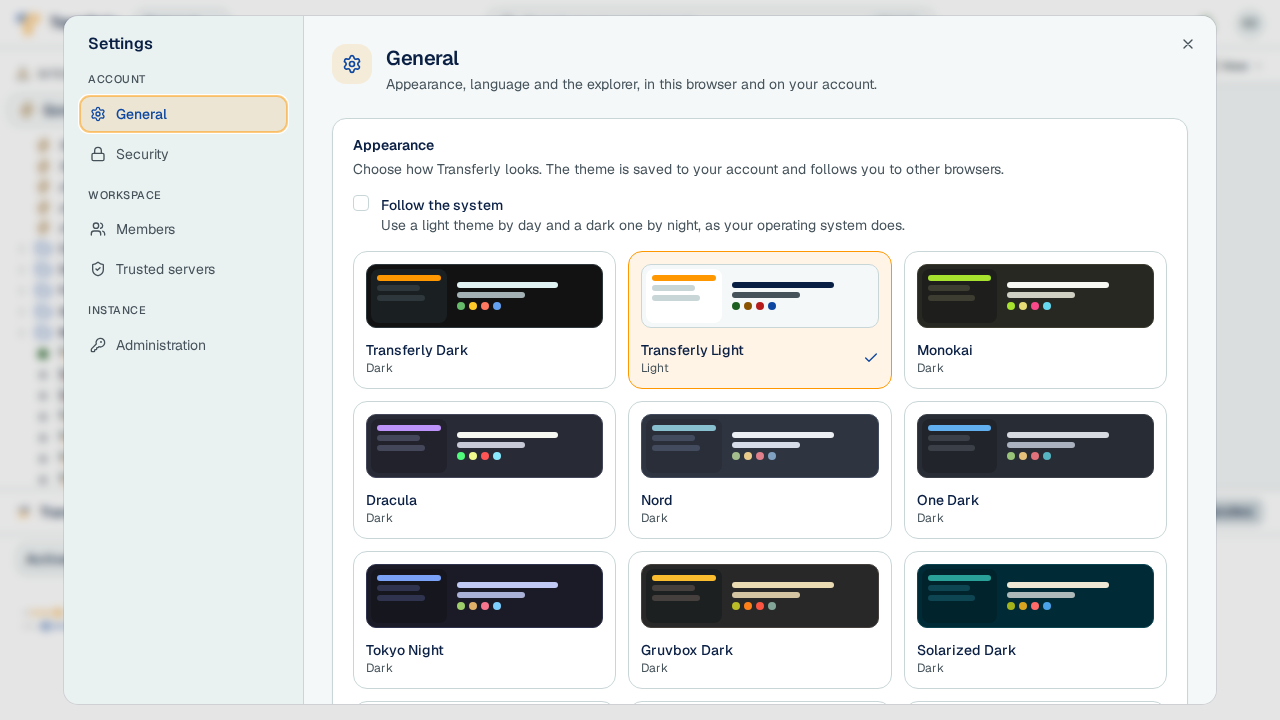 Settings
ACCOUNT
General
Security
WORKSPACE
Members
Trusted servers
INSTANCE
Administration
General
Appearance, language and the explorer, in this browser and on your account.
Appearance
Choose how Transferly looks. The theme is saved to your account and follows you to other browsers.
Follow the system
Use a light theme by day and a dark one by night, as your operating system does.
Transferly Dark
Dark
Transferly Light
Light
Monokai
Dark
Dracula
Dark
Nord
Dark
One Dark
Dark
Tokyo Night
Dark
Gruvbox Dark
Dark
Solarized Dark
Dark